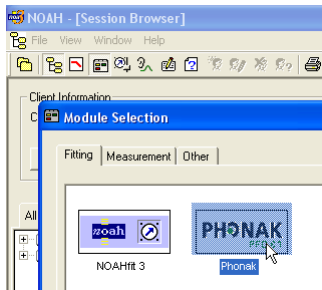 NOAH - [Session Browser]
File View Window Help
Client Information
C
Module Selection
Fitting Measurement Other
All
noah
PHONAK
PFG
NOAHfit 3
Phonak